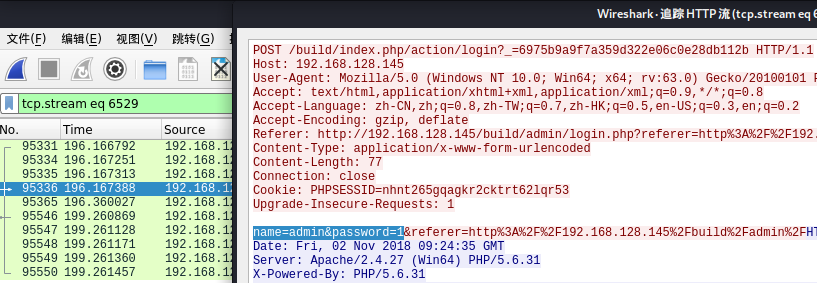 Wireshark · 追踪 HTTP 流 (tcp.stream eq 6
文件(F) 编辑(E) 视图(V) 跳转(G)
tcp.stream eq 6529
No. Time Source
95331 196.166792 192.168.12
95334 196.167251 192.168.12
95335 196.167313 192.168.12
95336 196.167388 192.168.12
95365 196.360027 192.168.12
95546 199.260869 192.168.12
95547 199.261128 192.168.12
95548 199.261171 192.168.12
95549 199.261360 192.168.12
95550 199.261457 192.168.12
POST /build/index.php/action/login?_=6975b9a9f7a359d322e06c0e28db112b HTTP/1.1
Host: 192.168.128.145
User-Agent: Mozilla/5.0 (Windows NT 10.0; Win64; x64; rv:63.0) Gecko/20100101 F
Accept: text/html,application/xhtml+xml,application/xml;q=0.9,*/*;q=0.8
Accept-Language: zh-CN,zh;q=0.8,zh-TW;q=0.7,zh-HK;q=0.5,en-US;q=0.3,en;q=0.2
Accept-Encoding: gzip, deflate
Referer: http://192.168.128.145/build/admin/login.php?referer=http%3A%2F%2F192.
Content-Type: application/x-www-form-urlencoded
Content-Length: 77
Connection: close
Cookie: PHPSESSID=nhnt265gqagkr2cktrt62lqr53
Upgrade-Insecure-Requests: 1
name=admin&password=1&referer=http%3A%2F%2F192.168.128.145%2Fbuild%2Fadmin%2FHT
Date: Fri, 02 Nov 2018 09:24:35 GMT
Server: Apache/2.4.27 (Win64) PHP/5.6.31
X-Powered-By: PHP/5.6.31